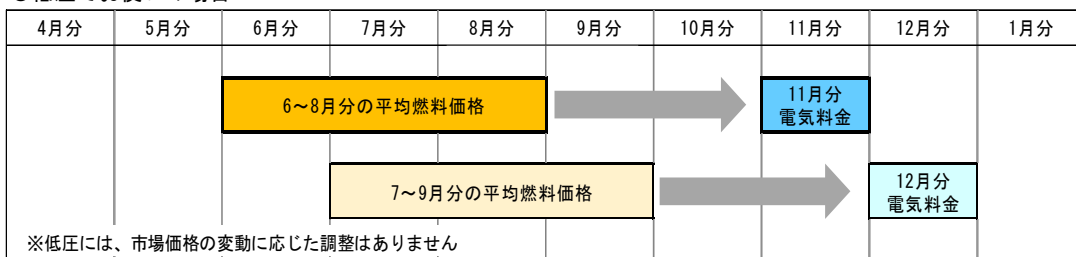 4月分 5月分 6月分 7月分 8月分 9月分 10月分 11月分 12月分 1月分
6～8月分の平均燃料価格
11月分
電気料金
7～9月分の平均燃料価格
12月分
電気料金
※低圧には、市場価格の変動に応じた調整はありません